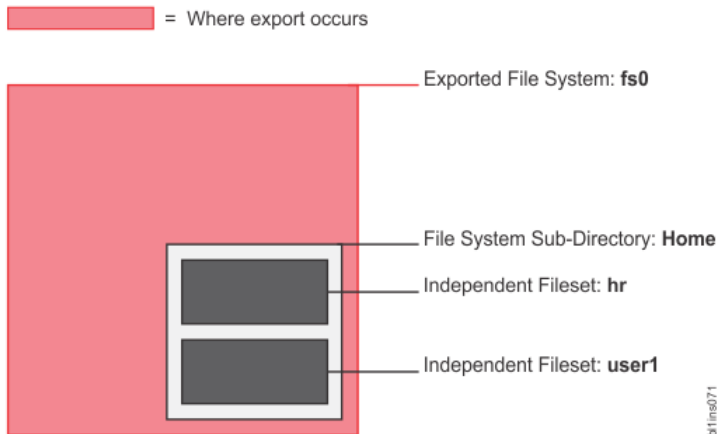 = Where export occurs
Exported File System: fs0
File System Sub-Directory: Home
Independent Fileset: hr
Independent Fileset: user1